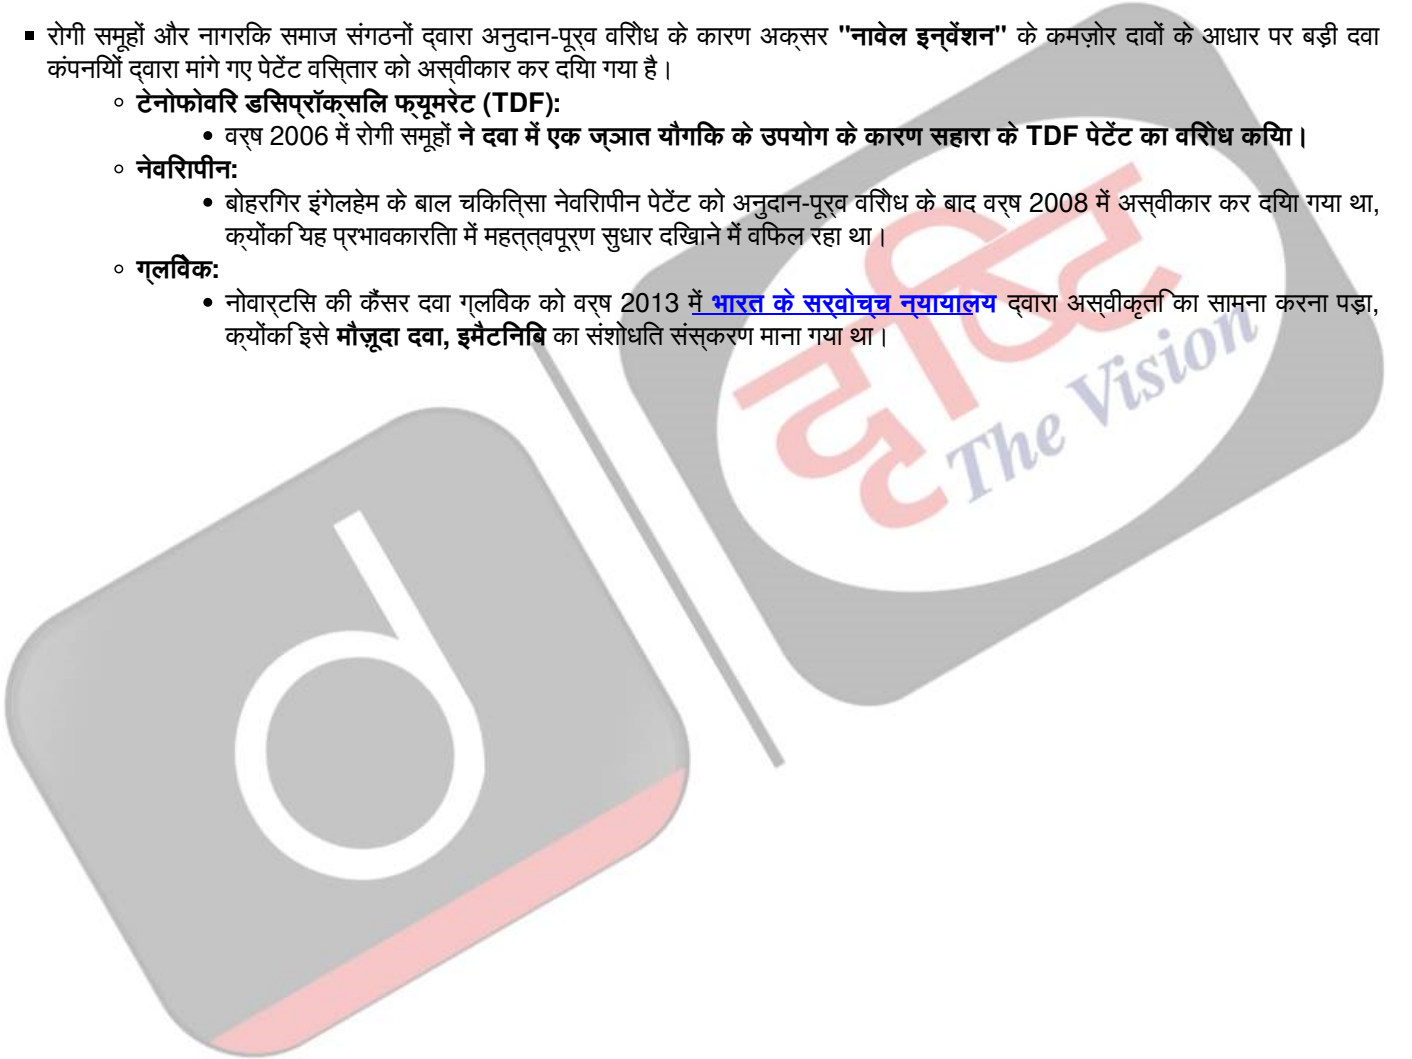 रोगी समूहों और नागरिक समाज संगठनों द्वारा अनुदान-पूर्व विरोध के कारण अक्सर "नावेल इन्वेंशन" के कमज़ोर दावों के आधार पर बड़ी दवा
कंपनियों द्वारा मांगे गए पेटेंट विस्तार को अस्वीकार कर दिया गया है।
टेनोफोविर डिसिप्रॉक्सिल फ्यूमरेट (TDF):
वर्ष 2006 में रोगी समूहों ने दवा में एक ज्ञात यौगिक के उपयोग के कारण सहारा के TDF पेटेंट का विरोध किया।
नेविरापीन:
बोहरिगर इंगेलहेम के बाल चिकित्सा नेविरापीन पेटेंट को अनुदान-पूर्व विरोध के बाद वर्ष 2008 में अस्वीकार कर दिया गया था,
क्योंकि यह प्रभावकारिता में महत्त्वपूर्ण सुधार दिखाने में विफल रहा था।
ग्लिवेक:
नोवार्टिस की कैंसर दवा ग्लिवेक को वर्ष 2013 में भारत के सर्वोच्च न्यायालय द्वारा अस्वीकृति का सामना करना पड़ा,
क्योंकि इसे मौज़ूदा दवा, इमैटिनिब का संशोधित संस्करण माना गया था।
दृष्टि
The Vision
d